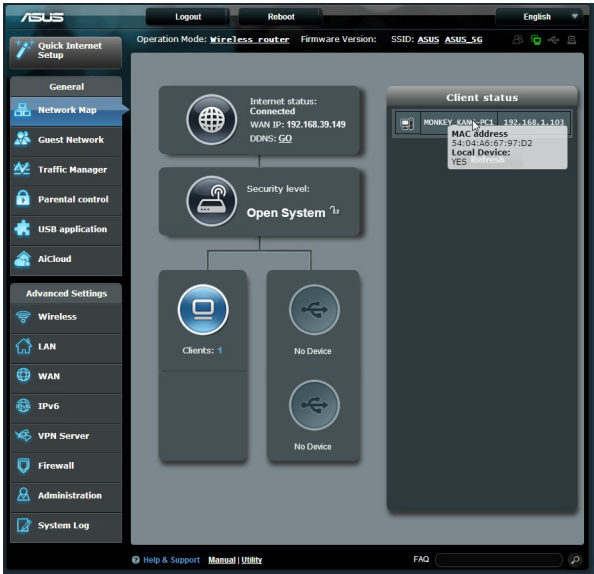 ASUS
Logout
Reboot
English
Quick Internet
Setup
Operation Mode: Wireless router Firmware Version: SSID: ASUS ASUS_5G
General
Network Map
Guest Network
Traffic Manager
Parental control
USB application
AiCloud
Advanced Settings
Wireless
LAN
WAN
IPv6
VPN Server
Firewall
Administration
System Log
Internet status:
Connected
WAN IP: 192.168.39.149
DDNS: GO
Security level:
Open System
Clients: 1
No Device
No Device
Client status
192.168.1.103
MAC address
54:04:A6:67:97:D2
Local Device:
YES
Refresh
Help & Support Manual | Utility
FAQ